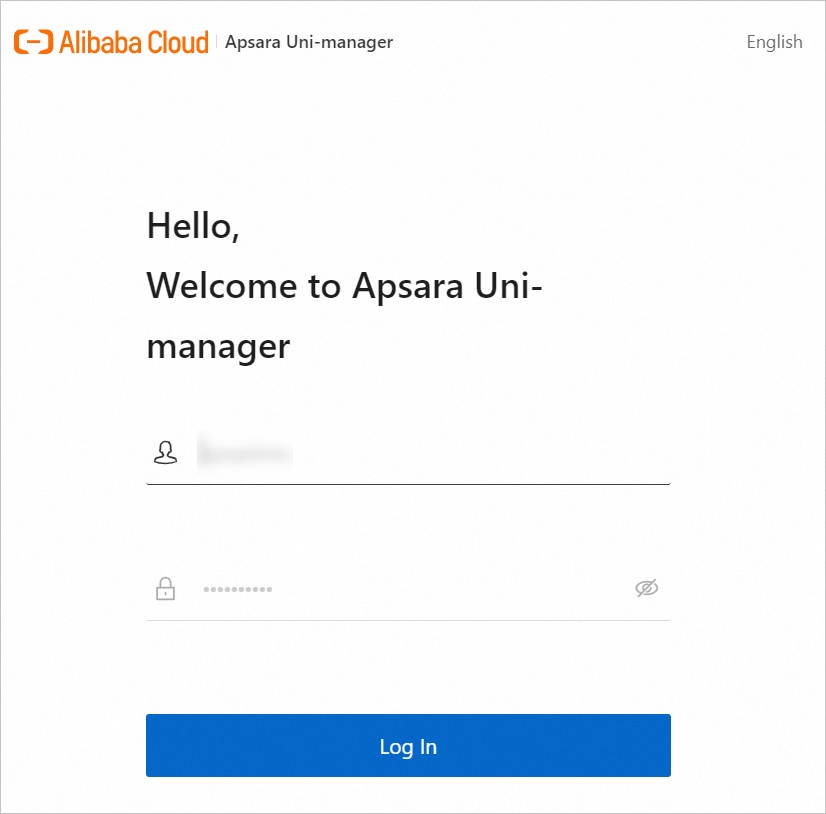 Alibaba Cloud Apsara Uni-manager English
Hello,
Welcome to Apsara Uni-
manager
••••••••••
Log In